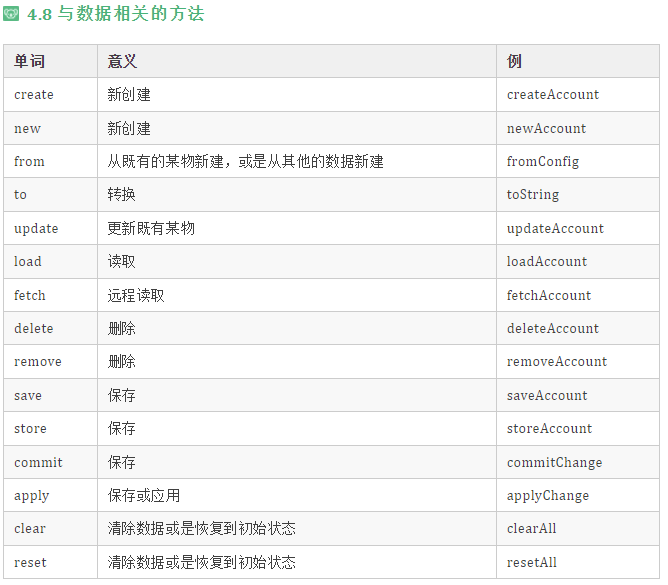 4.8 与数据相关的方法
单词 意义 例
create 新创建 createAccount
new 新创建 newAccount
from 从既有的某物新建，或是从其他的数据新建 fromConfig
to 转换 toString
update 更新既有某物 updateAccount
load 读取 loadAccount
fetch 远程读取 fetchAccount
delete 删除 deleteAccount
remove 删除 removeAccount
save 保存 saveAccount
store 保存 storeAccount
commit 保存 commitChange
apply 保存或应用 applyChange
clear 清除数据或是恢复到初始状态 clearAll
reset 清除数据或是恢复到初始状态 resetAll